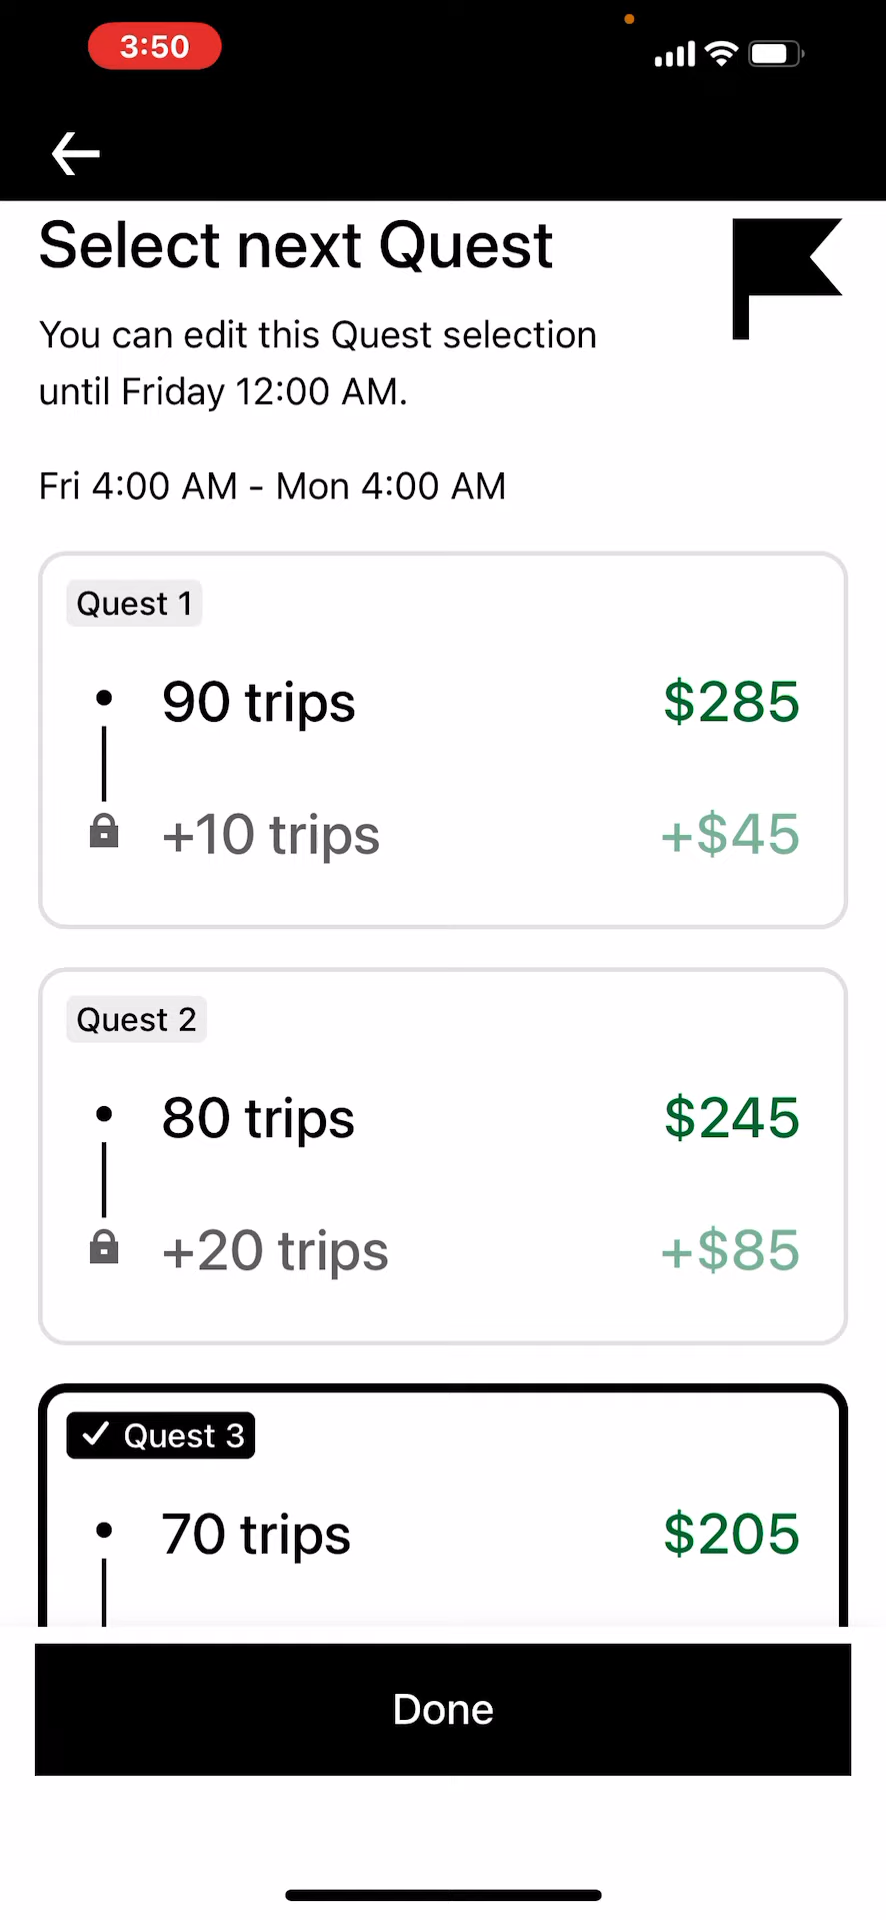 3:50
Select next Quest
You can edit this Quest selection
until Friday 12:00 AM.
Fri 4:00 AM - Mon 4:00 AM
Quest 1
90 trips $285
+10 trips +$45
Quest 2
80 trips $245
+20 trips +$85
Quest 3
70 trips $205
Done